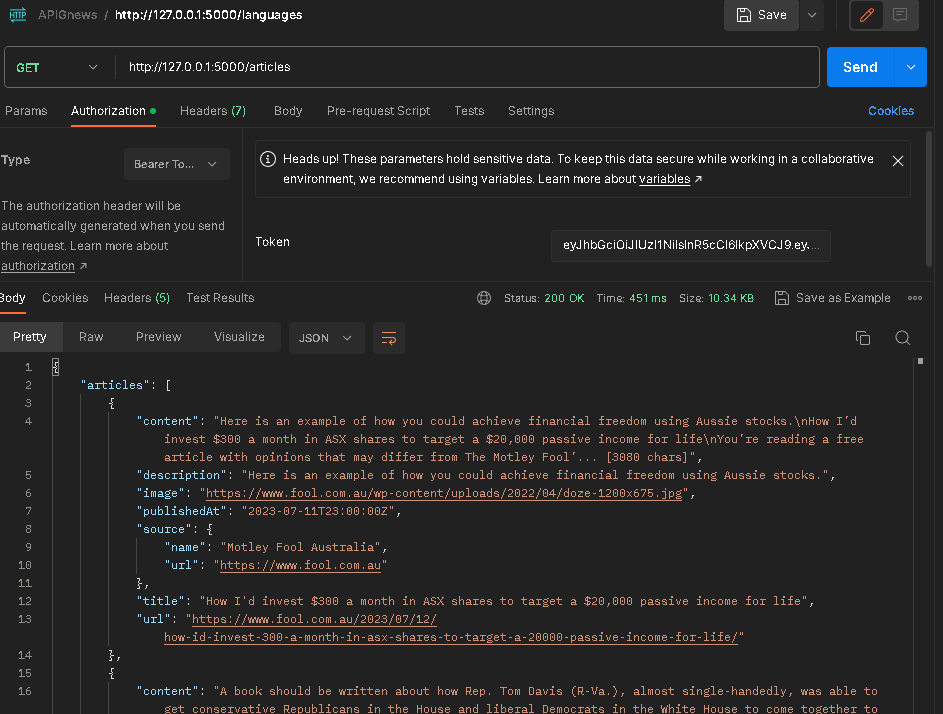 HTTP APIGnews / http://127.0.0.1:5000/languages Save
GET http://127.0.0.1:5000/articles Send
Params Authorization Headers (7) Body Pre-request Script Tests Settings Cookies
Type Bearer To...
The authorization header will be
automatically generated when you send
the request. Learn more about
authorization ↗
Heads up! These parameters hold sensitive data. To keep this data secure while working in a collaborative
environment, we recommend using variables. Learn more about variables ↗
Token
Body Cookies Headers (5) Test Results Status: 200 OK Time: 451 ms Size: 10.34 KB Save as Example
Pretty Raw Preview Visualize JSON
1 {
2 "articles": [
3 {
4 "content": "Here is an example of how you could achieve financial freedom using Aussie stocks.\nHow I’d
invest $300 a month in ASX shares to target a $20,000 passive income for life\nYou’re reading a free
article with opinions that may differ from The Motley Fool’... [3080 chars]",
5 "description": "Here is an example of how you could achieve financial freedom using Aussie stocks.",
6 "image": "https://www.fool.com.au/wp-content/uploads/2022/04/doze-1200x675.jpg",
7 "publishedAt": "2023-07-11T23:00:00Z",
8 "source": {
9 "name": "Motley Fool Australia",
10 "url": "https://www.fool.com.au"
11 },
12 "title": "How I'd invest $300 a month in ASX shares to target a $20,000 passive income for life",
13 "url": "https://www.fool.com.au/2023/07/12/
how-id-invest-300-a-month-in-asx-shares-to-target-a-20000-passive-income-for-life/"
14 },
15 {
16 "content": "A book should be written about how Rep. Tom Davis (R-Va.), almost single-handedly, was able to
get conservative Republicans in the House and liberal Democrats in the White House to come together to